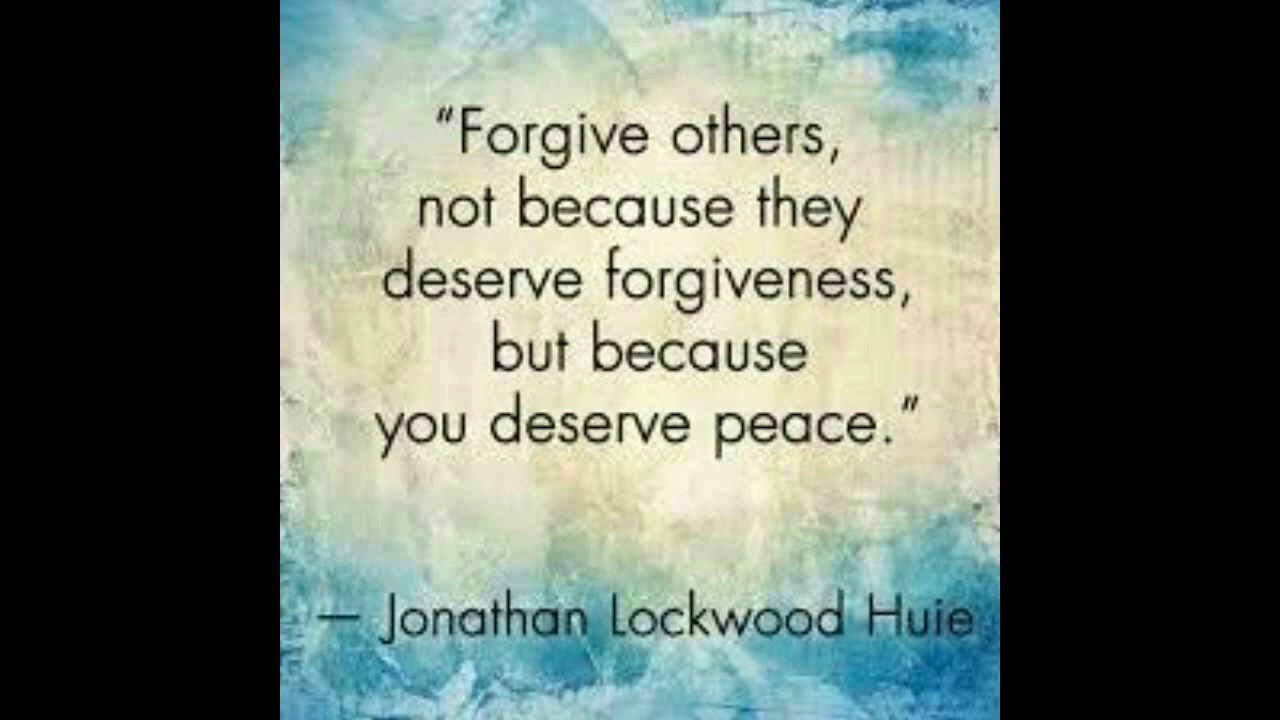 “Forgive others,
not because they
deserve forgiveness,
but because
you deserve peace.”
— Jonathan Lockwood Huie